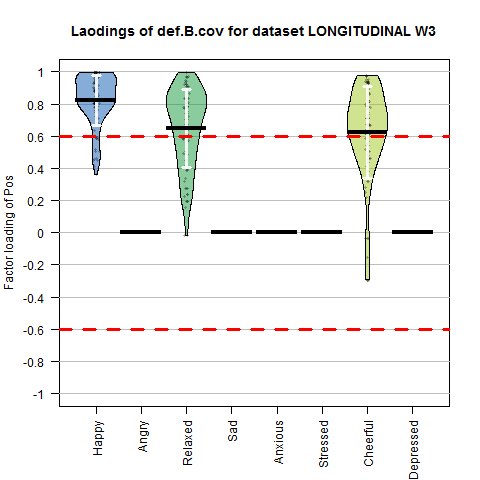 Laodings of def.B.cov for dataset LONGITUDINAL W3
Factor loading of Pos
1
0.8
0.6
0.4
0.2
0
-0.2
-0.4
-0.6
-0.8
-1
Happy
Angry
Relaxed
Sad
Anxious
Stressed
Cheerful
Depressed